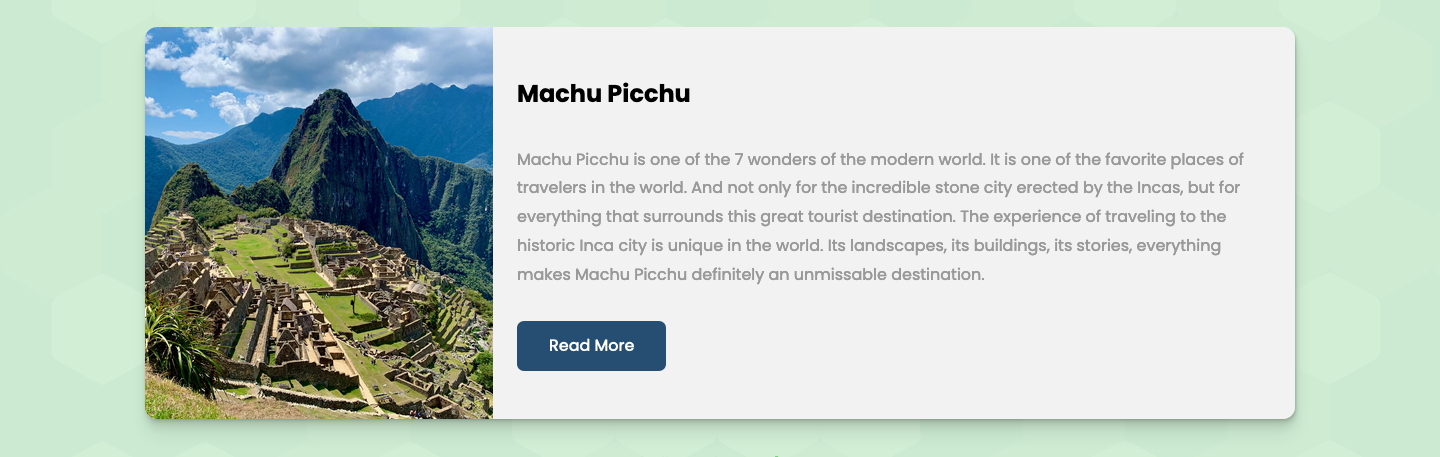 Machu Picchu
Machu Picchu is one of the 7 wonders of the modern world. It is one of the favorite places of
travelers in the world. And not only for the incredible stone city erected by the Incas, but for
everything that surrounds this great tourist destination. The experience of traveling to the
historic Inca city is unique in the world. Its landscapes, its buildings, its stories, everything
makes Machu Picchu definitely an unmissable destination.
Read More